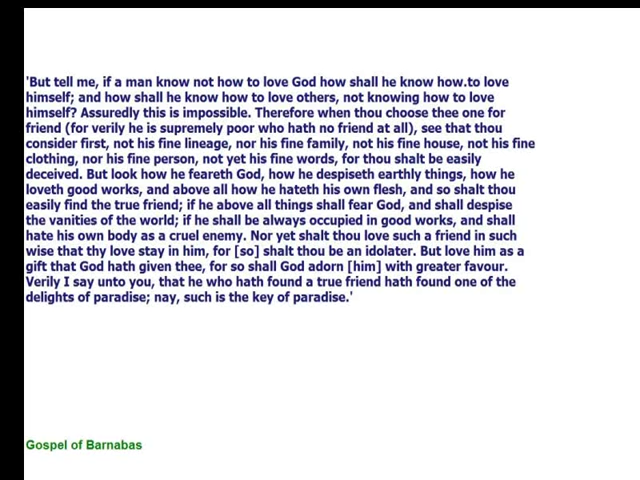 'But tell me, if a man know not how to love God how shall he know how.to love
himself; and how shall he know how to love others, not knowing how to love
himself? Assuredly this is impossible. Therefore when thou choose thee one for
friend (for verily he is supremely poor who hath no friend at all), see that thou
consider first, not his fine lineage, nor his fine family, not his fine house, not his fine
clothing, nor his fine person, not yet his fine words, for thou shalt be easily
deceived. But look how he feareth God, how he despiseth earthly things, how he
loveth good works, and above all how he hateth his own flesh, and so shalt thou
easily find the true friend; if he above all things shall fear God, and shall despise
the vanities of the world; if he shall be always occupied in good works, and shall
hate his own body as a cruel enemy. Nor yet shalt thou love such a friend in such
wise that thy love stay in him, for [so] shalt thou be an idolater. But love him as a
gift that God hath given thee, for so shall God adorn [him] with greater favour.
Verily I say unto you, that he who hath found a true friend hath found one of the
delights of paradise; nay, such is the key of paradise.'
Gospel of Barnabas